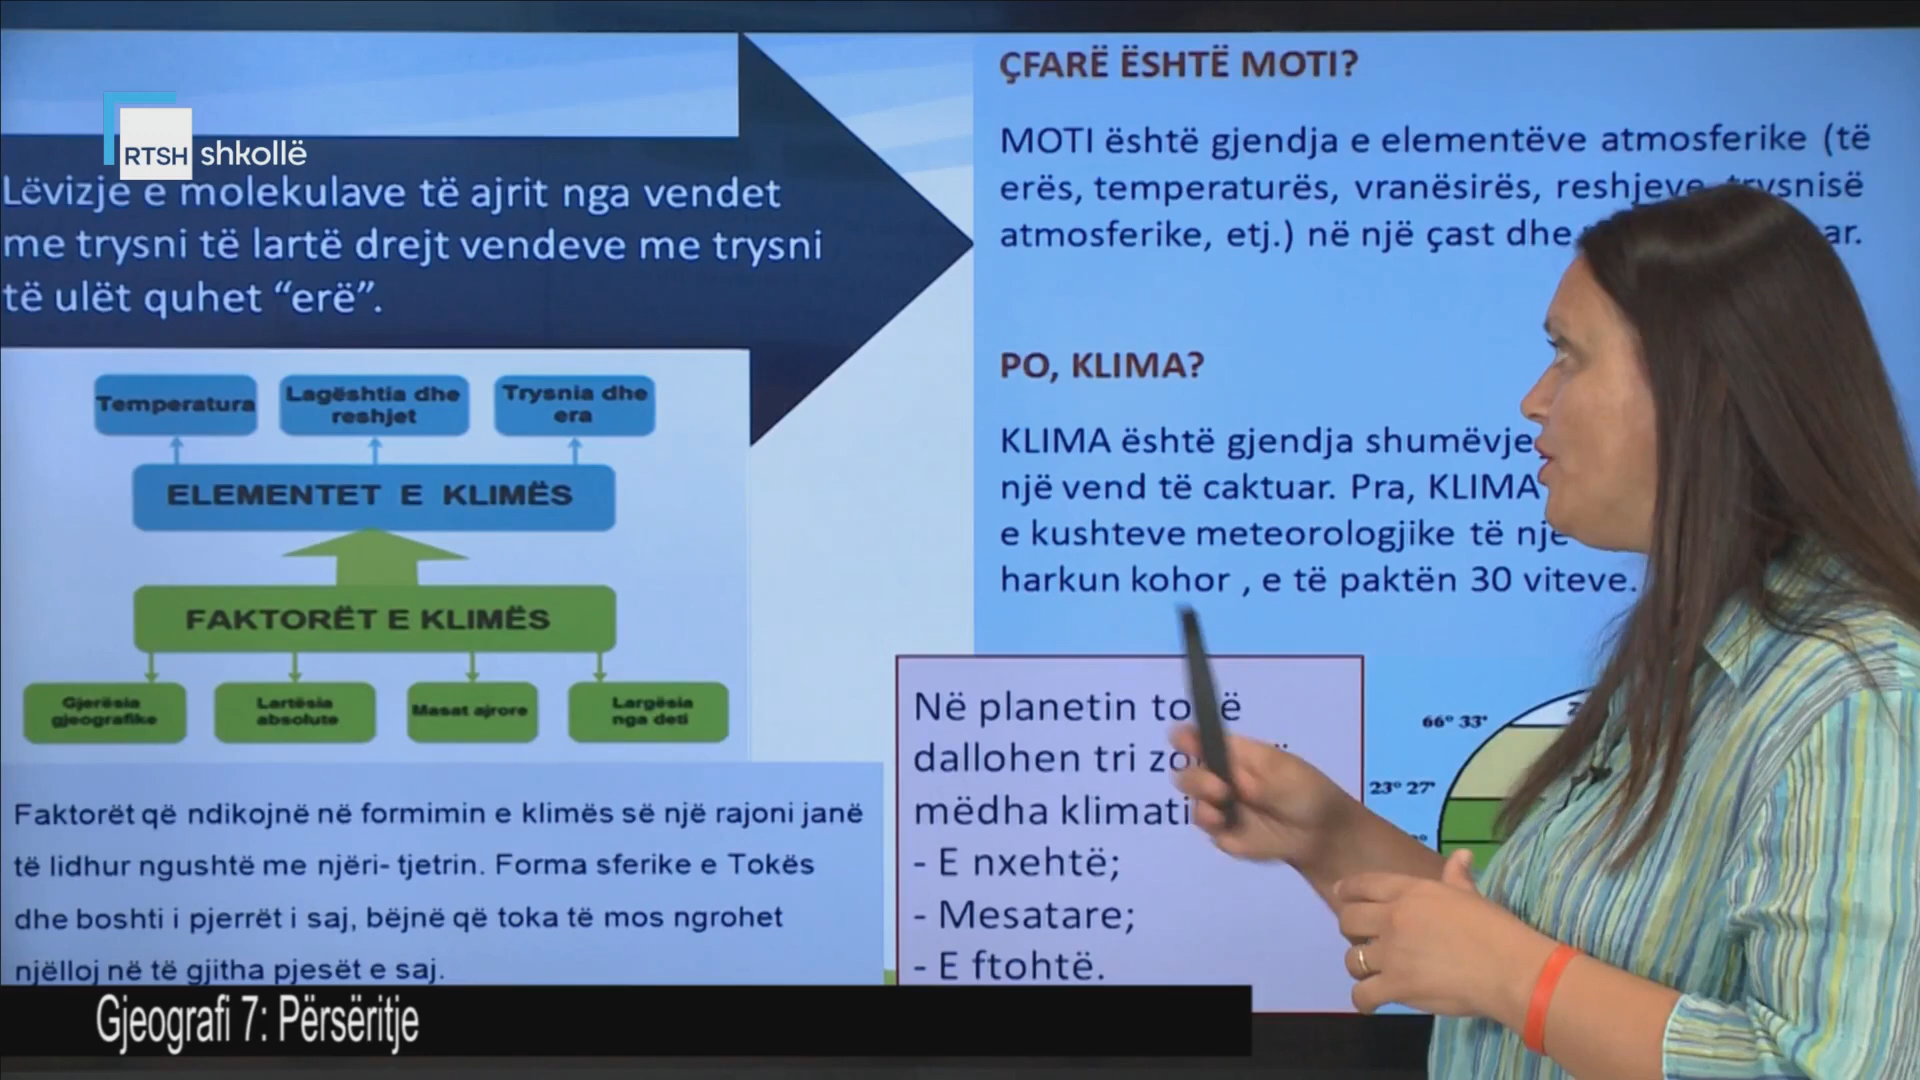 RTSH shkollë
Lëvizje e molekulave të ajrit nga vendet
me trysni të lartë drejt vendeve me trysni
të ulët quhet “erë”.
Temperatura
Lagështia dhe
reshjet
Trysnia dhe
era
ELEMENTET E KLIMËS
FAKTORËT E KLIMËS
Gjerësia
gjeografike
Lartësia
absolute
Masat ajrore
Largësia
nga deti
Faktorët që ndikojnë në formimin e klimës së një rajoni janë
të lidhur ngushtë me njëri- tjetrin. Forma sferike e Tokës
dhe boshti i pjerrët i saj, bëjnë që toka të mos ngrohet
njëlloj në të gjitha pjesët e saj.
ÇFARË ËSHTË MOTI?
MOTI është gjendja e elementëve atmosferike (të
erës, temperaturës, vranësirës, reshjeve, trysnisë
atmosferike, etj.) në një çast dhe
PO, KLIMA?
KLIMA është gjendja
një vend të caktuar. Pra, KLIMA
e kushteve meteorologjike të një
harkun kohor , e të paktën 30 viteve.
Në planetin
dallohen tri
mëdha
- E nxehtë;
- Mesatare;
- E ftohtë.
66° 33'
23° 27'
Gjeografi 7: Përsëritje